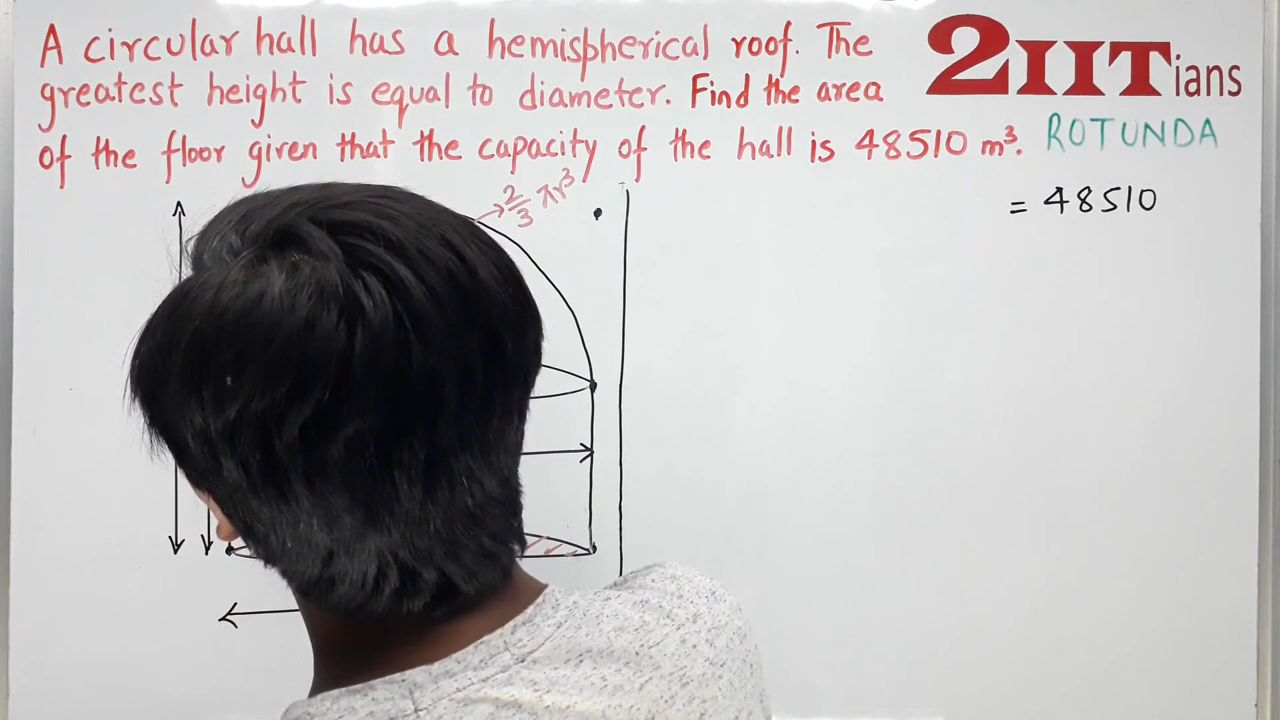 A circular hall has a hemispherical roof. The
greatest height is equal to diameter. Find the area
of the floor given that the capacity of the hall is 48510 m³.
2IITians
ROTUNDA
2/3 πr³
= 48510